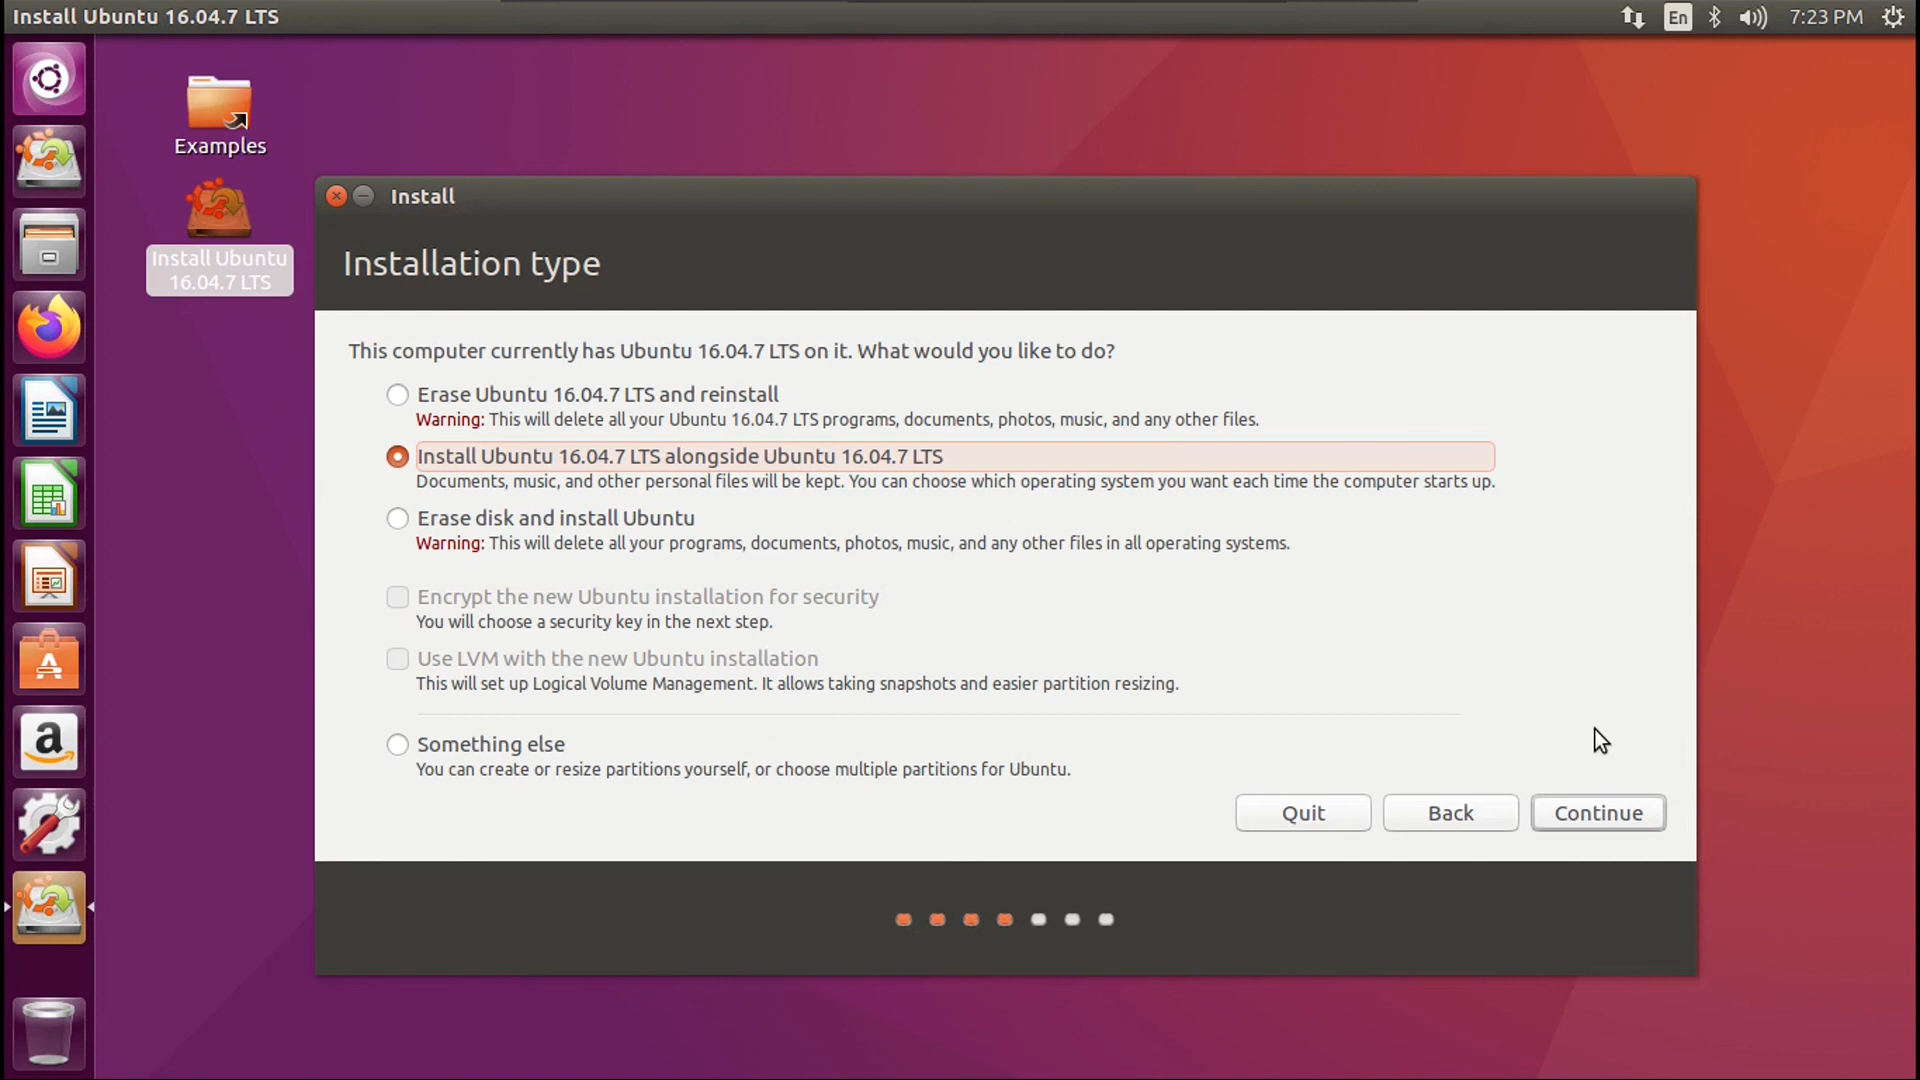 Install Ubuntu 16.04.7 LTS
En
7:23 PM
Examples
Install Ubuntu
16.04.7 LTS
Install
Installation type
This computer currently has Ubuntu 16.04.7 LTS on it. What would you like to do?
Erase Ubuntu 16.04.7 LTS and reinstall
Warning: This will delete all your Ubuntu 16.04.7 LTS programs, documents, photos, music, and any other files.
Install Ubuntu 16.04.7 LTS alongside Ubuntu 16.04.7 LTS
Documents, music, and other personal files will be kept. You can choose which operating system you want each time the computer starts up.
Erase disk and install Ubuntu
Warning: This will delete all your programs, documents, photos, music, and any other files in all operating systems.
Encrypt the new Ubuntu installation for security
You will choose a security key in the next step.
Use LVM with the new Ubuntu installation
This will set up Logical Volume Management. It allows taking snapshots and easier partition resizing.
Something else
You can create or resize partitions yourself, or choose multiple partitions for Ubuntu.
Quit
Back
Continue
A
a